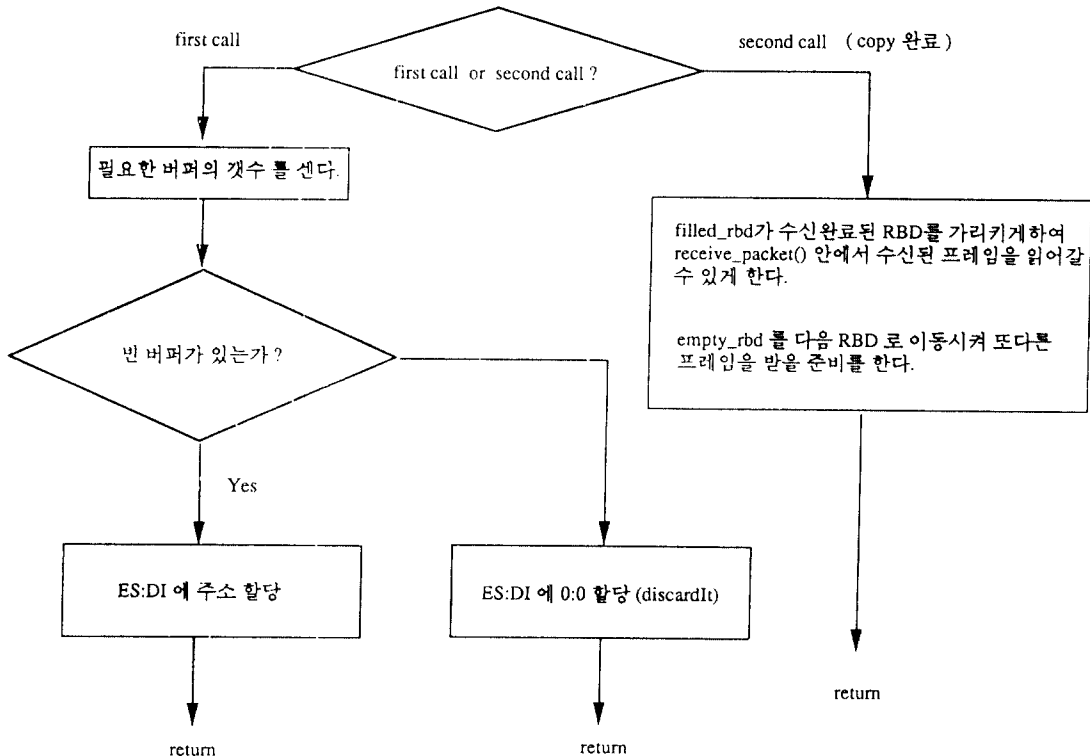 first call
second call ( copy 완료 )
first call or second call ?
필요한 버퍼의 갯수 를 센다.
filled_rbd가 수신완료된 RBD를 가리키게하여
receive_packet() 안에서 수신된 프레임을 읽어갈
수 있게 한다.
empty_rbd 를 다음 RBD 로 이동시켜 또다른
프레임을 받을 준비를 한다.
빈 버퍼가 있는가 ?
Yes
ES:DI 에 주소 할당
ES:DI 에 0:0 할당 (discardIt)
return
return
return